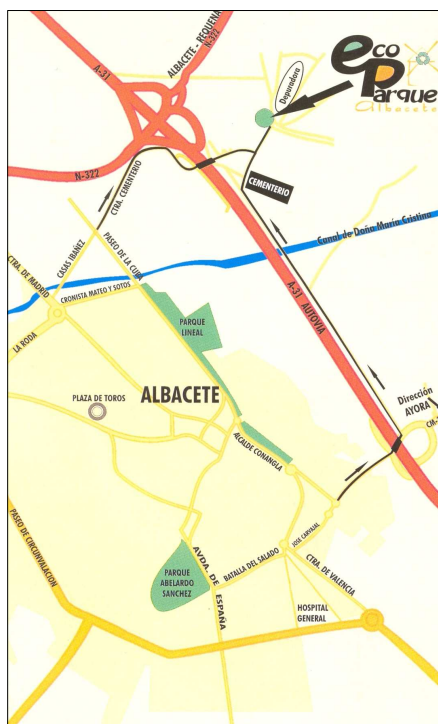 eco
Parque
Albacete
ALBACETE - REQUENA
N-322
A-31
Depuradora
N-322
CTRA. CEMENTERIO
CEMENTERIO
CASAS IBAÑEZ
PASEO DE LA CUBA
Canal de Doña Maria Cristina
CTRA. DE MADRID
CRONISTA MATEO Y SOTOS
A-31 AUTOVIA
LA RODA
PARQUE
LINEAL
PLAZA DE TOROS
ALBACETE
Dirección
AYORA
ALCALDE CONANGLA
JOSE CARVAJAL
PASEO DE CIRCUNVALACION
BATALLA DEL SALADO
CTRA. DE VALENCIA
PARQUE
ABELARDO
SANCHEZ
AVDA. DE ESPAÑA
HOSPITAL
GENERAL